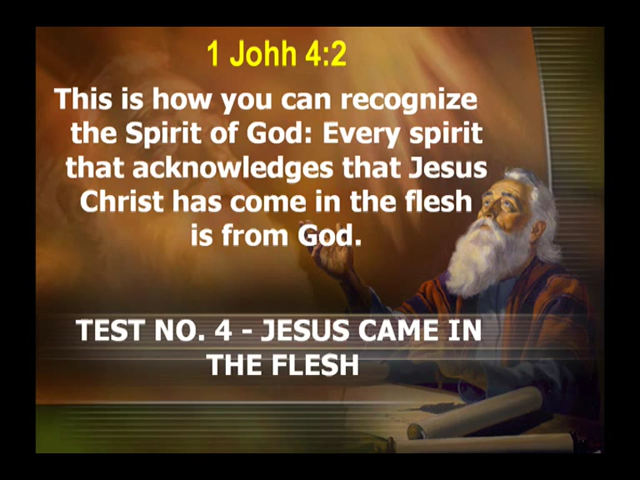 1 Johh 4:2
This is how you can recognize
the Spirit of God: Every spirit
that acknowledges that Jesus
Christ has come in the flesh
is from God.
TEST NO. 4 - JESUS CAME IN
THE FLESH